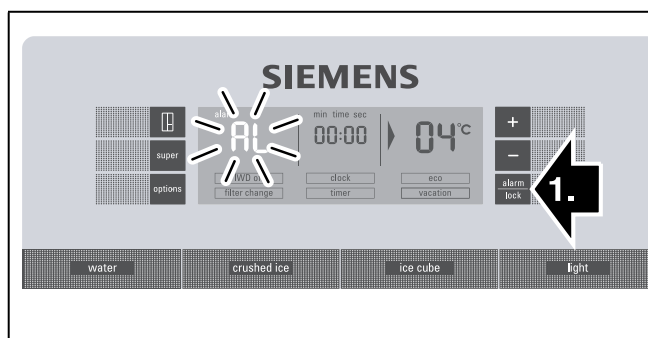 SIEMENS
alarm
AL
min time sec
00:00
04°C
+
super
−
options
clock
eco
alarm
lock
1.
filter change
timer
vacation
water
crushed ice
ice cube
light